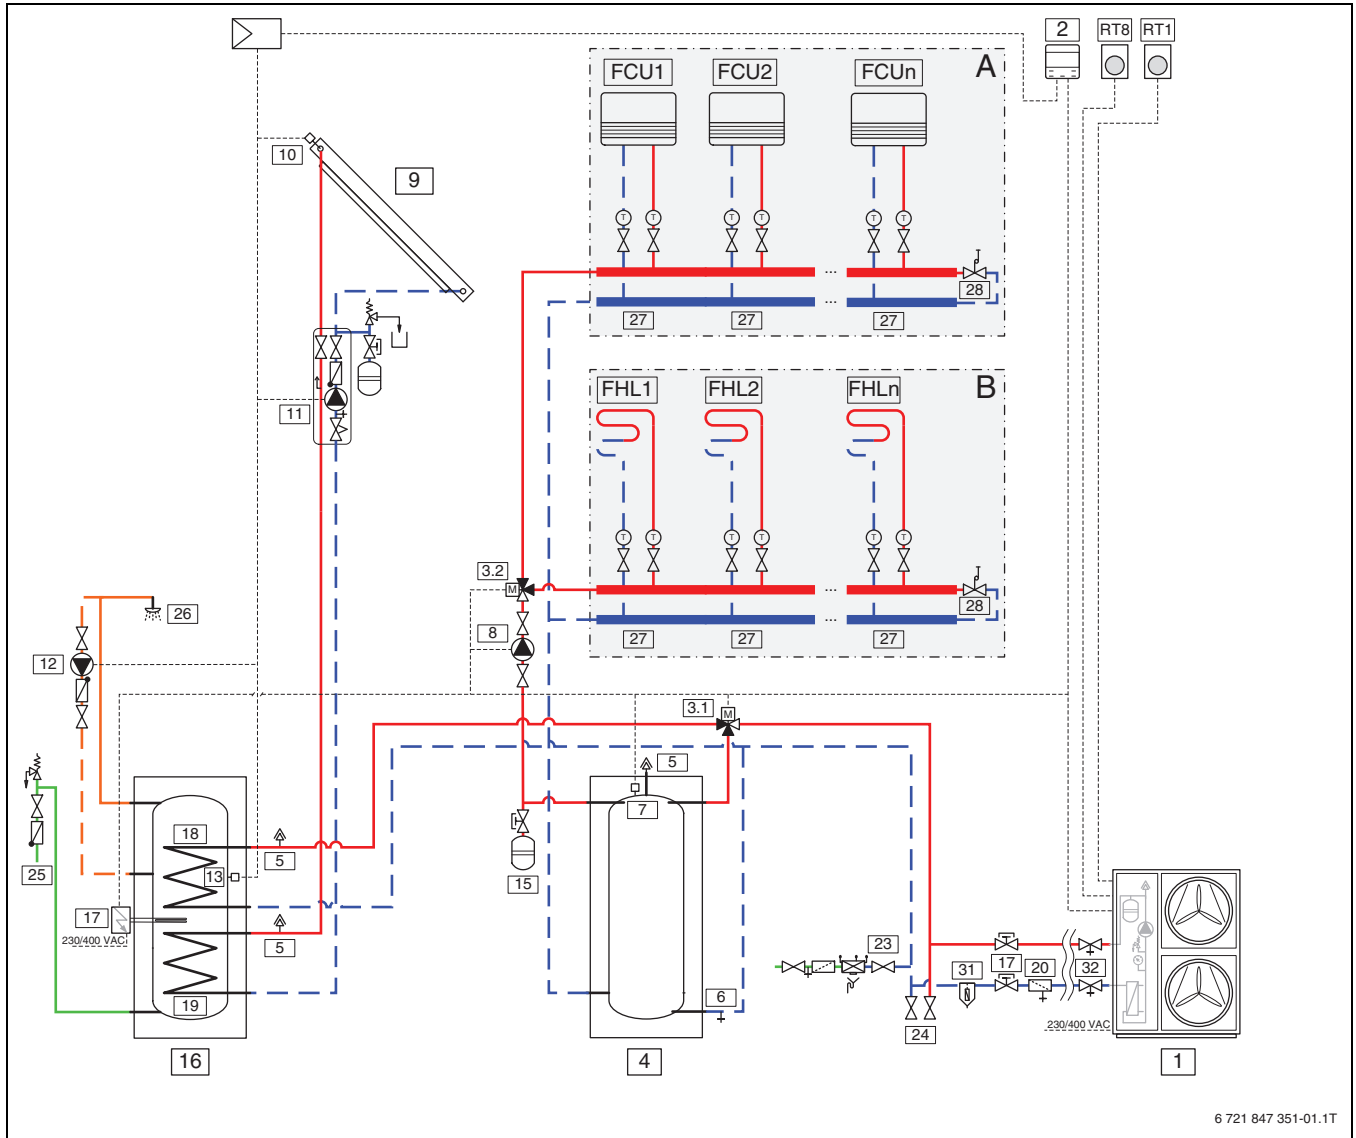 2 RT8 RT1
FCU1 FCU2 FCUn A
10
9
T T T T T T
... 28
...
27 27 27
FHL1 FHL2 FHLn B
11
T T T T T T
3.2
M
... 28
...
26
8
27 27 27
12
3.1
M
5
7
18
5
13
25
15
17
230/400 VAC
5
23
31 17 20 32
19
6
24
230/400 VAC
16 4 1
6 721 847 351-01.1T